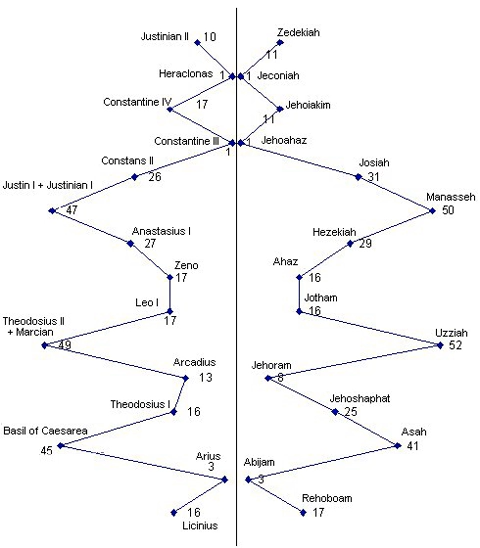 Justinian II 10 Zedekiah
11
Heraclonas 1 1 Jeconiah
Constantine IV 17 Jehoiakim
11
Constantine III 1 Jehoahaz
1
Constans II Josiah
26 31
Justin I + Justinian I Manasseh
47 50
Anastasius I Hezekiah
27 29
Zeno Ahaz
17 16
Leo I Jotham
17 16
Theodosius II
+ Marcian Uzziah
49 52
Arcadius Jehoram
13 8
Theodosius I Jehoshaphat
16 25
Basil of Caesarea Asah
45 41
Arius Abijam
3 3
Rehoboam
16 17
Licinius